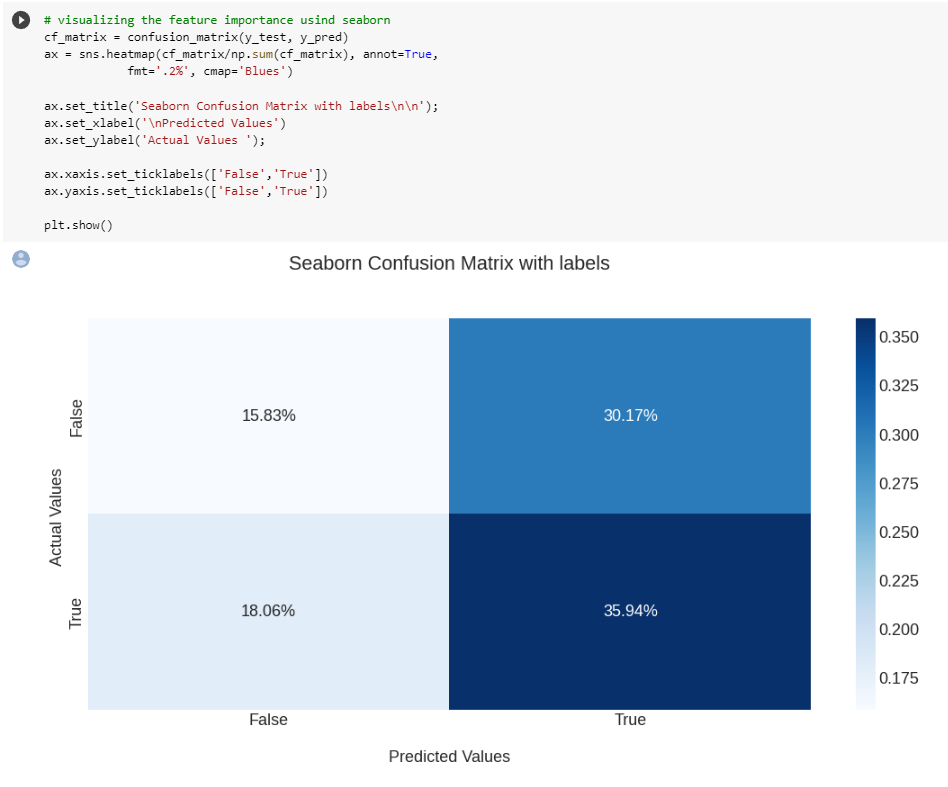 # visualizing the feature importance usind seaborn
cf_matrix = confusion_matrix(y_test, y_pred)
ax = sns.heatmap(cf_matrix/np.sum(cf_matrix), annot=True,
            fmt='.2%', cmap='Blues')
ax.set_title('Seaborn Confusion Matrix with labels\n\n');
ax.set_xlabel('\nPredicted Values')
ax.set_ylabel('Actual Values ');
ax.xaxis.set_ticklabels(['False','True'])
ax.yaxis.set_ticklabels(['False','True'])
plt.show()
Seaborn Confusion Matrix with labels
Actual Values
False
15.83%
30.17%
True
18.06%
35.94%
False
True
Predicted Values
0.350
0.325
0.300
0.275
0.250
0.225
0.200
0.175